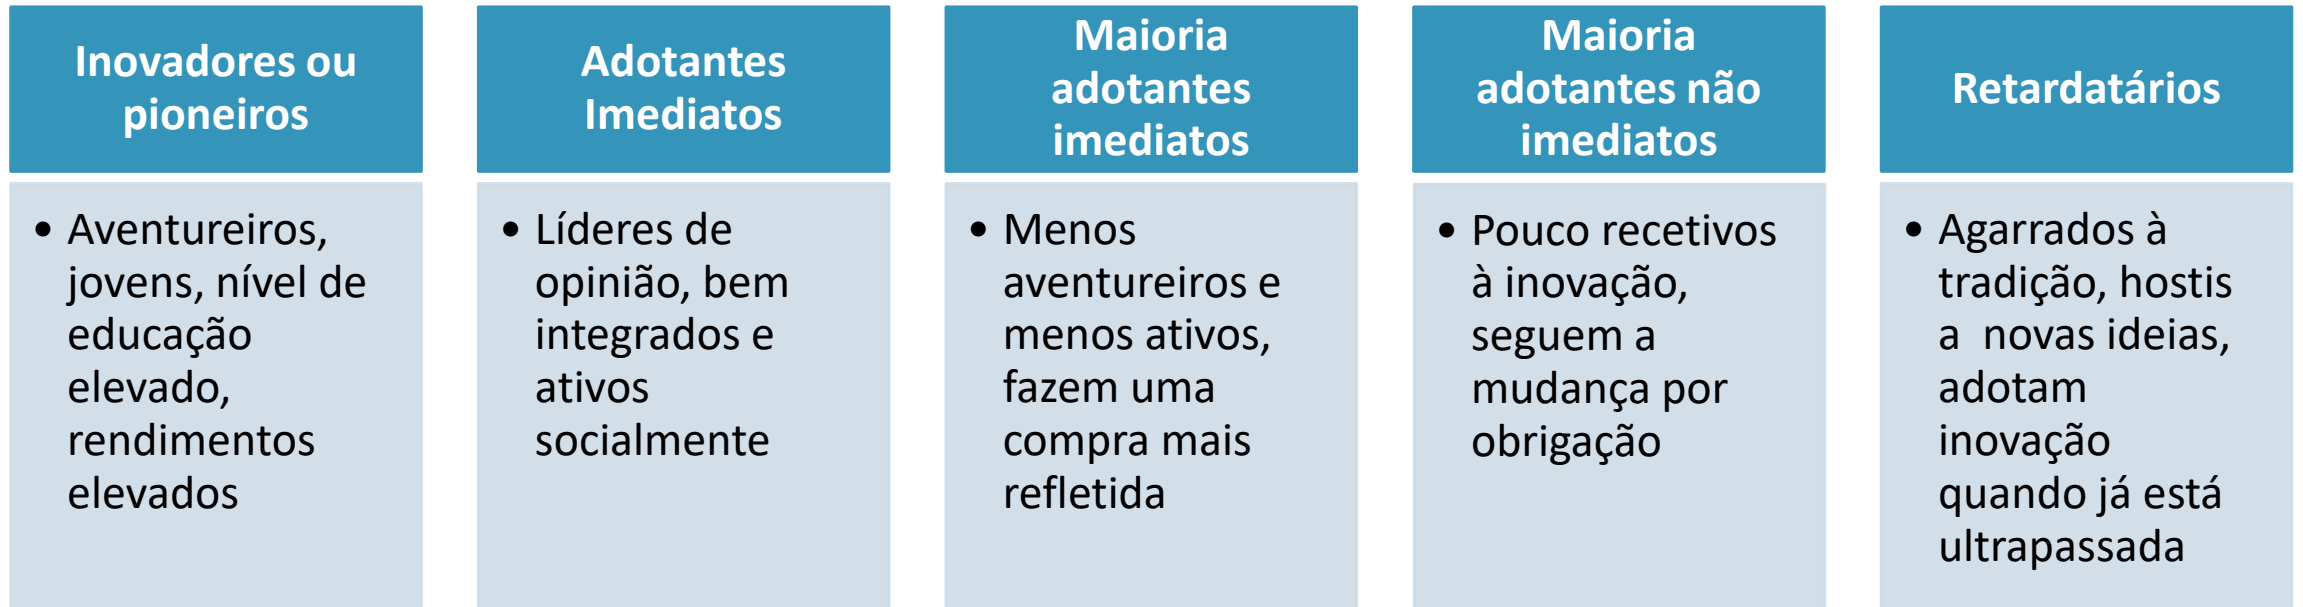 Inovadores ou
pioneiros
• Aventureiros,
jovens, nível de
educação
elevado,
rendimentos
elevados
Adotantes
Imediatos
• Líderes de
opinião, bem
integrados e
ativos
socialmente
Maioria
adotantes
imediatos
• Menos
aventureiros e
menos ativos,
fazem uma
compra mais
refletida
Maioria
adotantes não
imediatos
• Pouco recetivos
à inovação,
seguem a
mudança por
obrigação
Retardatários
• Agarrados à
tradição, hostis
a  novas ideias,
adotam
inovação
quando já está
ultrapassada